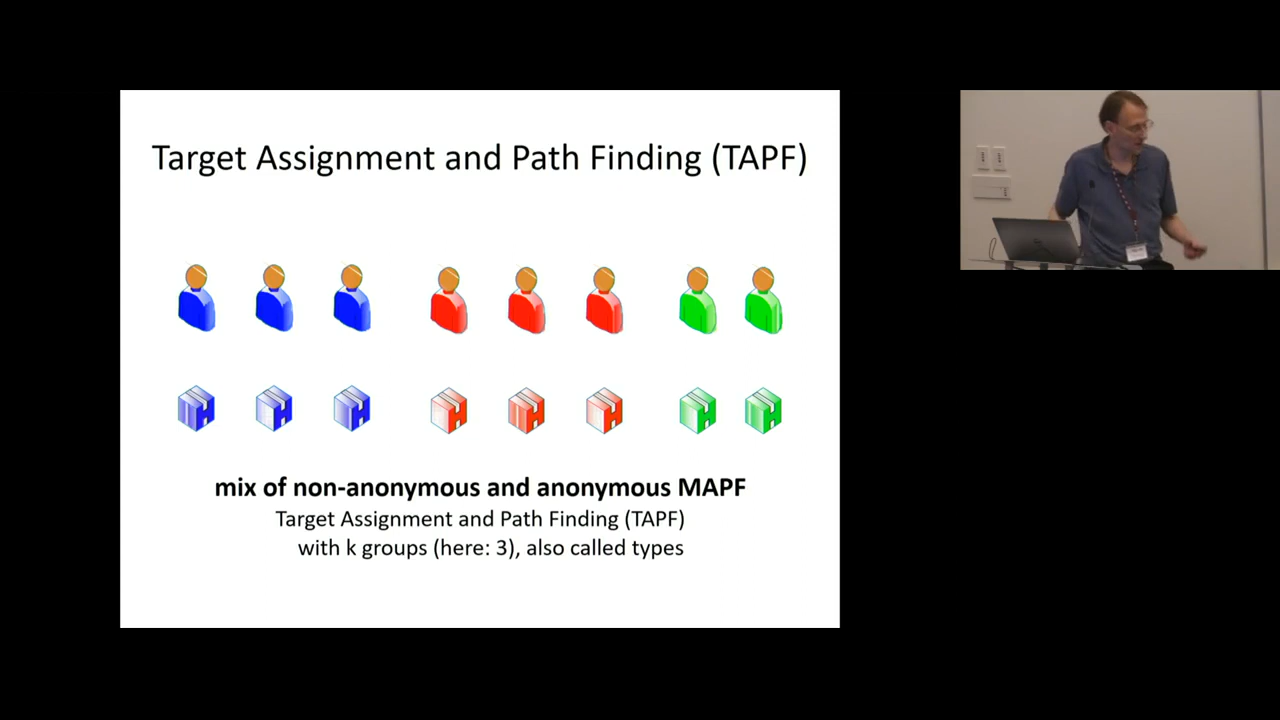 Target Assignment and Path Finding (TAPF)
mix of non-anonymous and anonymous MAPF
Target Assignment and Path Finding (TAPF)
with k groups (here: 3), also called types